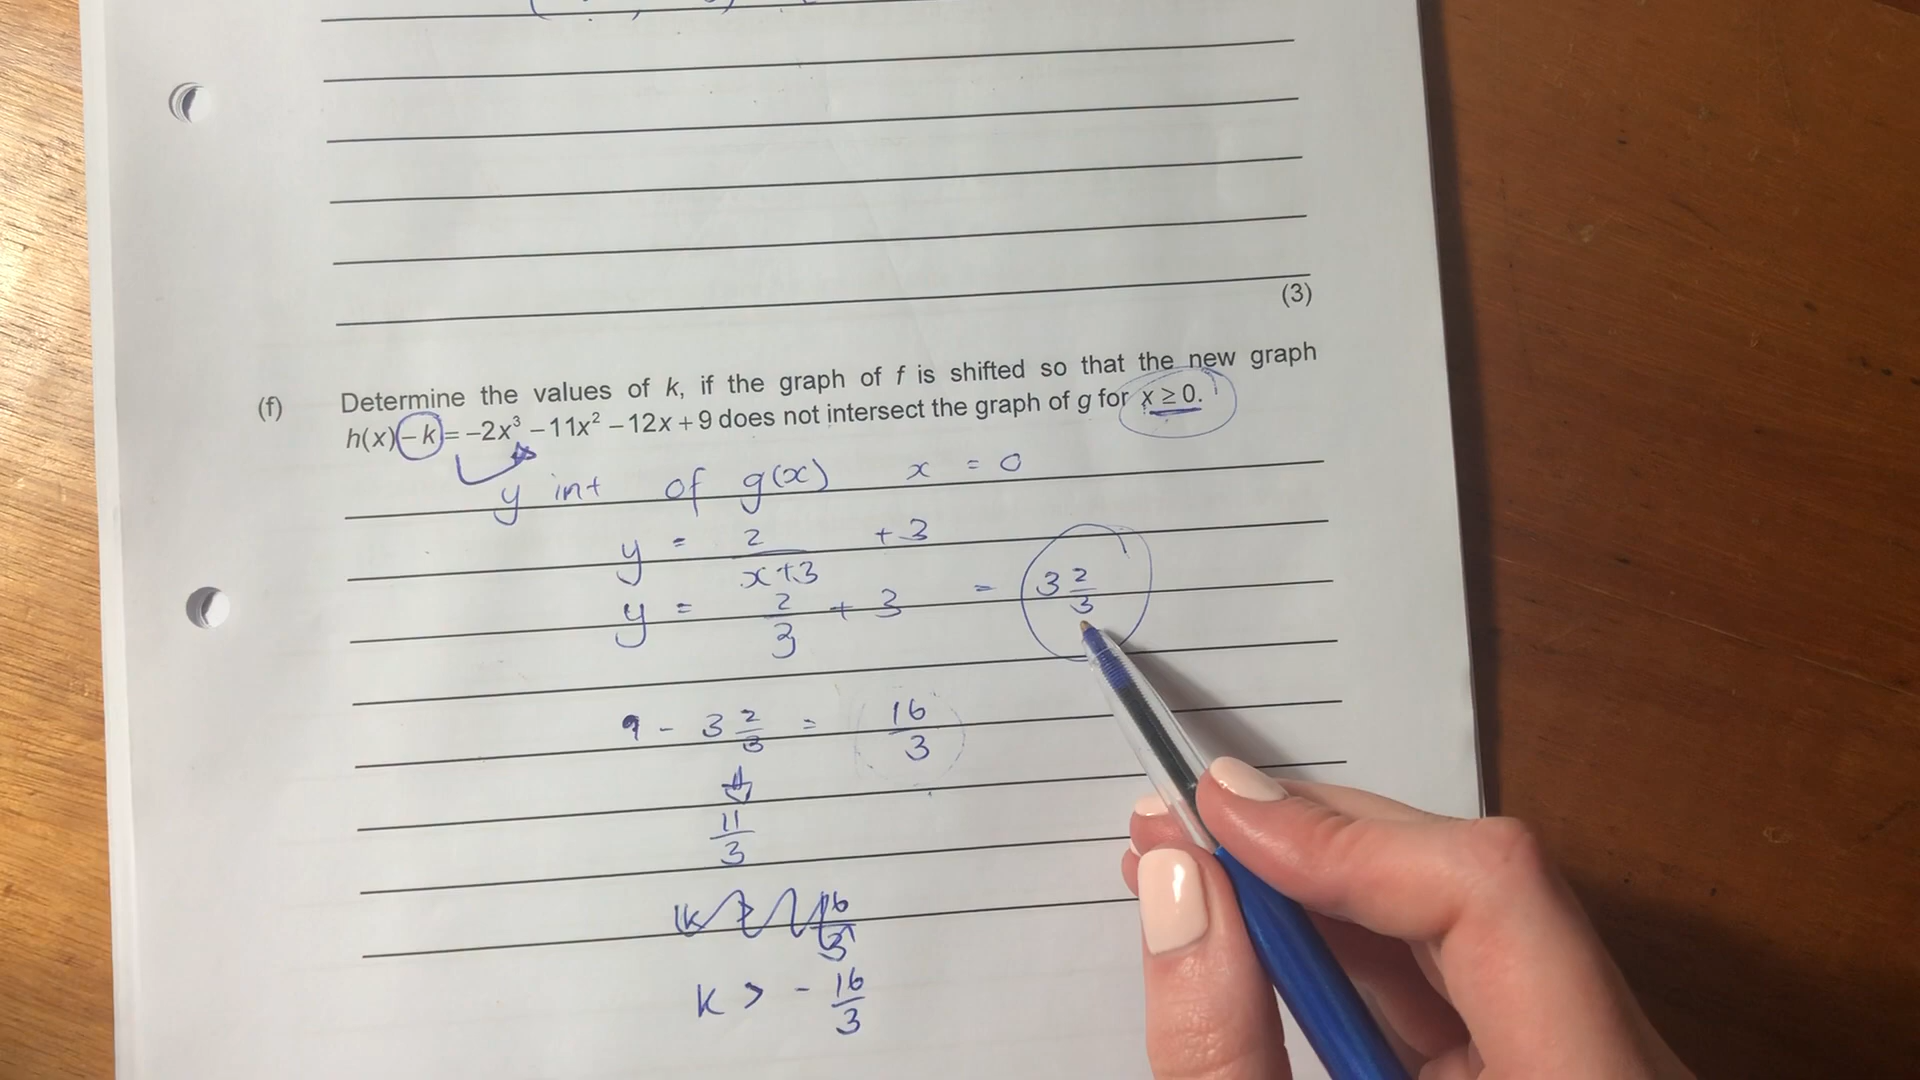 (3)
(f) Determine the values of k, if the graph of f is shifted so that the new graph
h(x) − k = −2x³ − 11x² − 12x + 9 does not intersect the graph of g for x ≥ 0.
y int of g(x) x = 0
y = 2/(x+3) + 3
y = 2/3 + 3 = 3 2/3
9 - 3 2/3 = 16/3
11/3
k > - 16/3